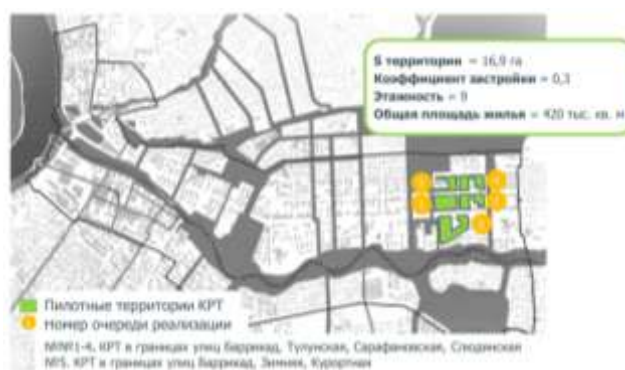 S территории = 16,9 га
Коэффициент застройки = 0,3
Этажность = 9
Общая площадь жилья = 420 тыс. кв. м
Пилотные территории КРТ
Номер очереди реализации
№№1-4. КРТ в границах улиц Баррикад, Тулунская, Сарафановская, Слюдянская
№5. КРТ в границах улиц Баррикад, Зимняя, Курортная